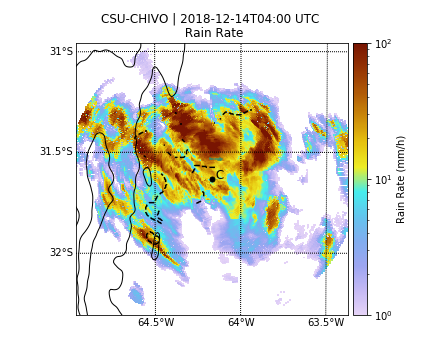 CSU-CHIVO | 2018-12-14T04:00 UTC
Rain Rate
31°S
31.5°S
32°S
C
64.5°W
64°W
63.5°W
10²
10¹
10⁰
Rain Rate (mm/h)